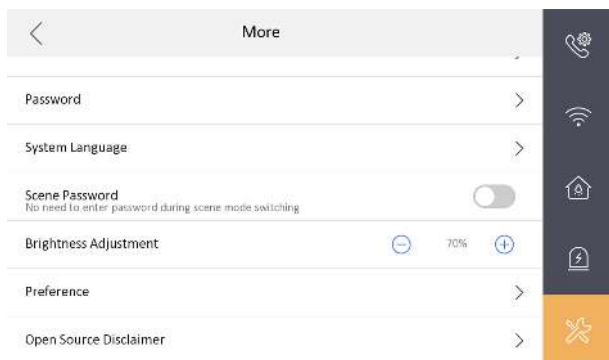 More
Password
System Language
Scene Password
No need to enter password during scene mode switching
Brightness Adjustment
70%
Preference
Open Source Disclaimer